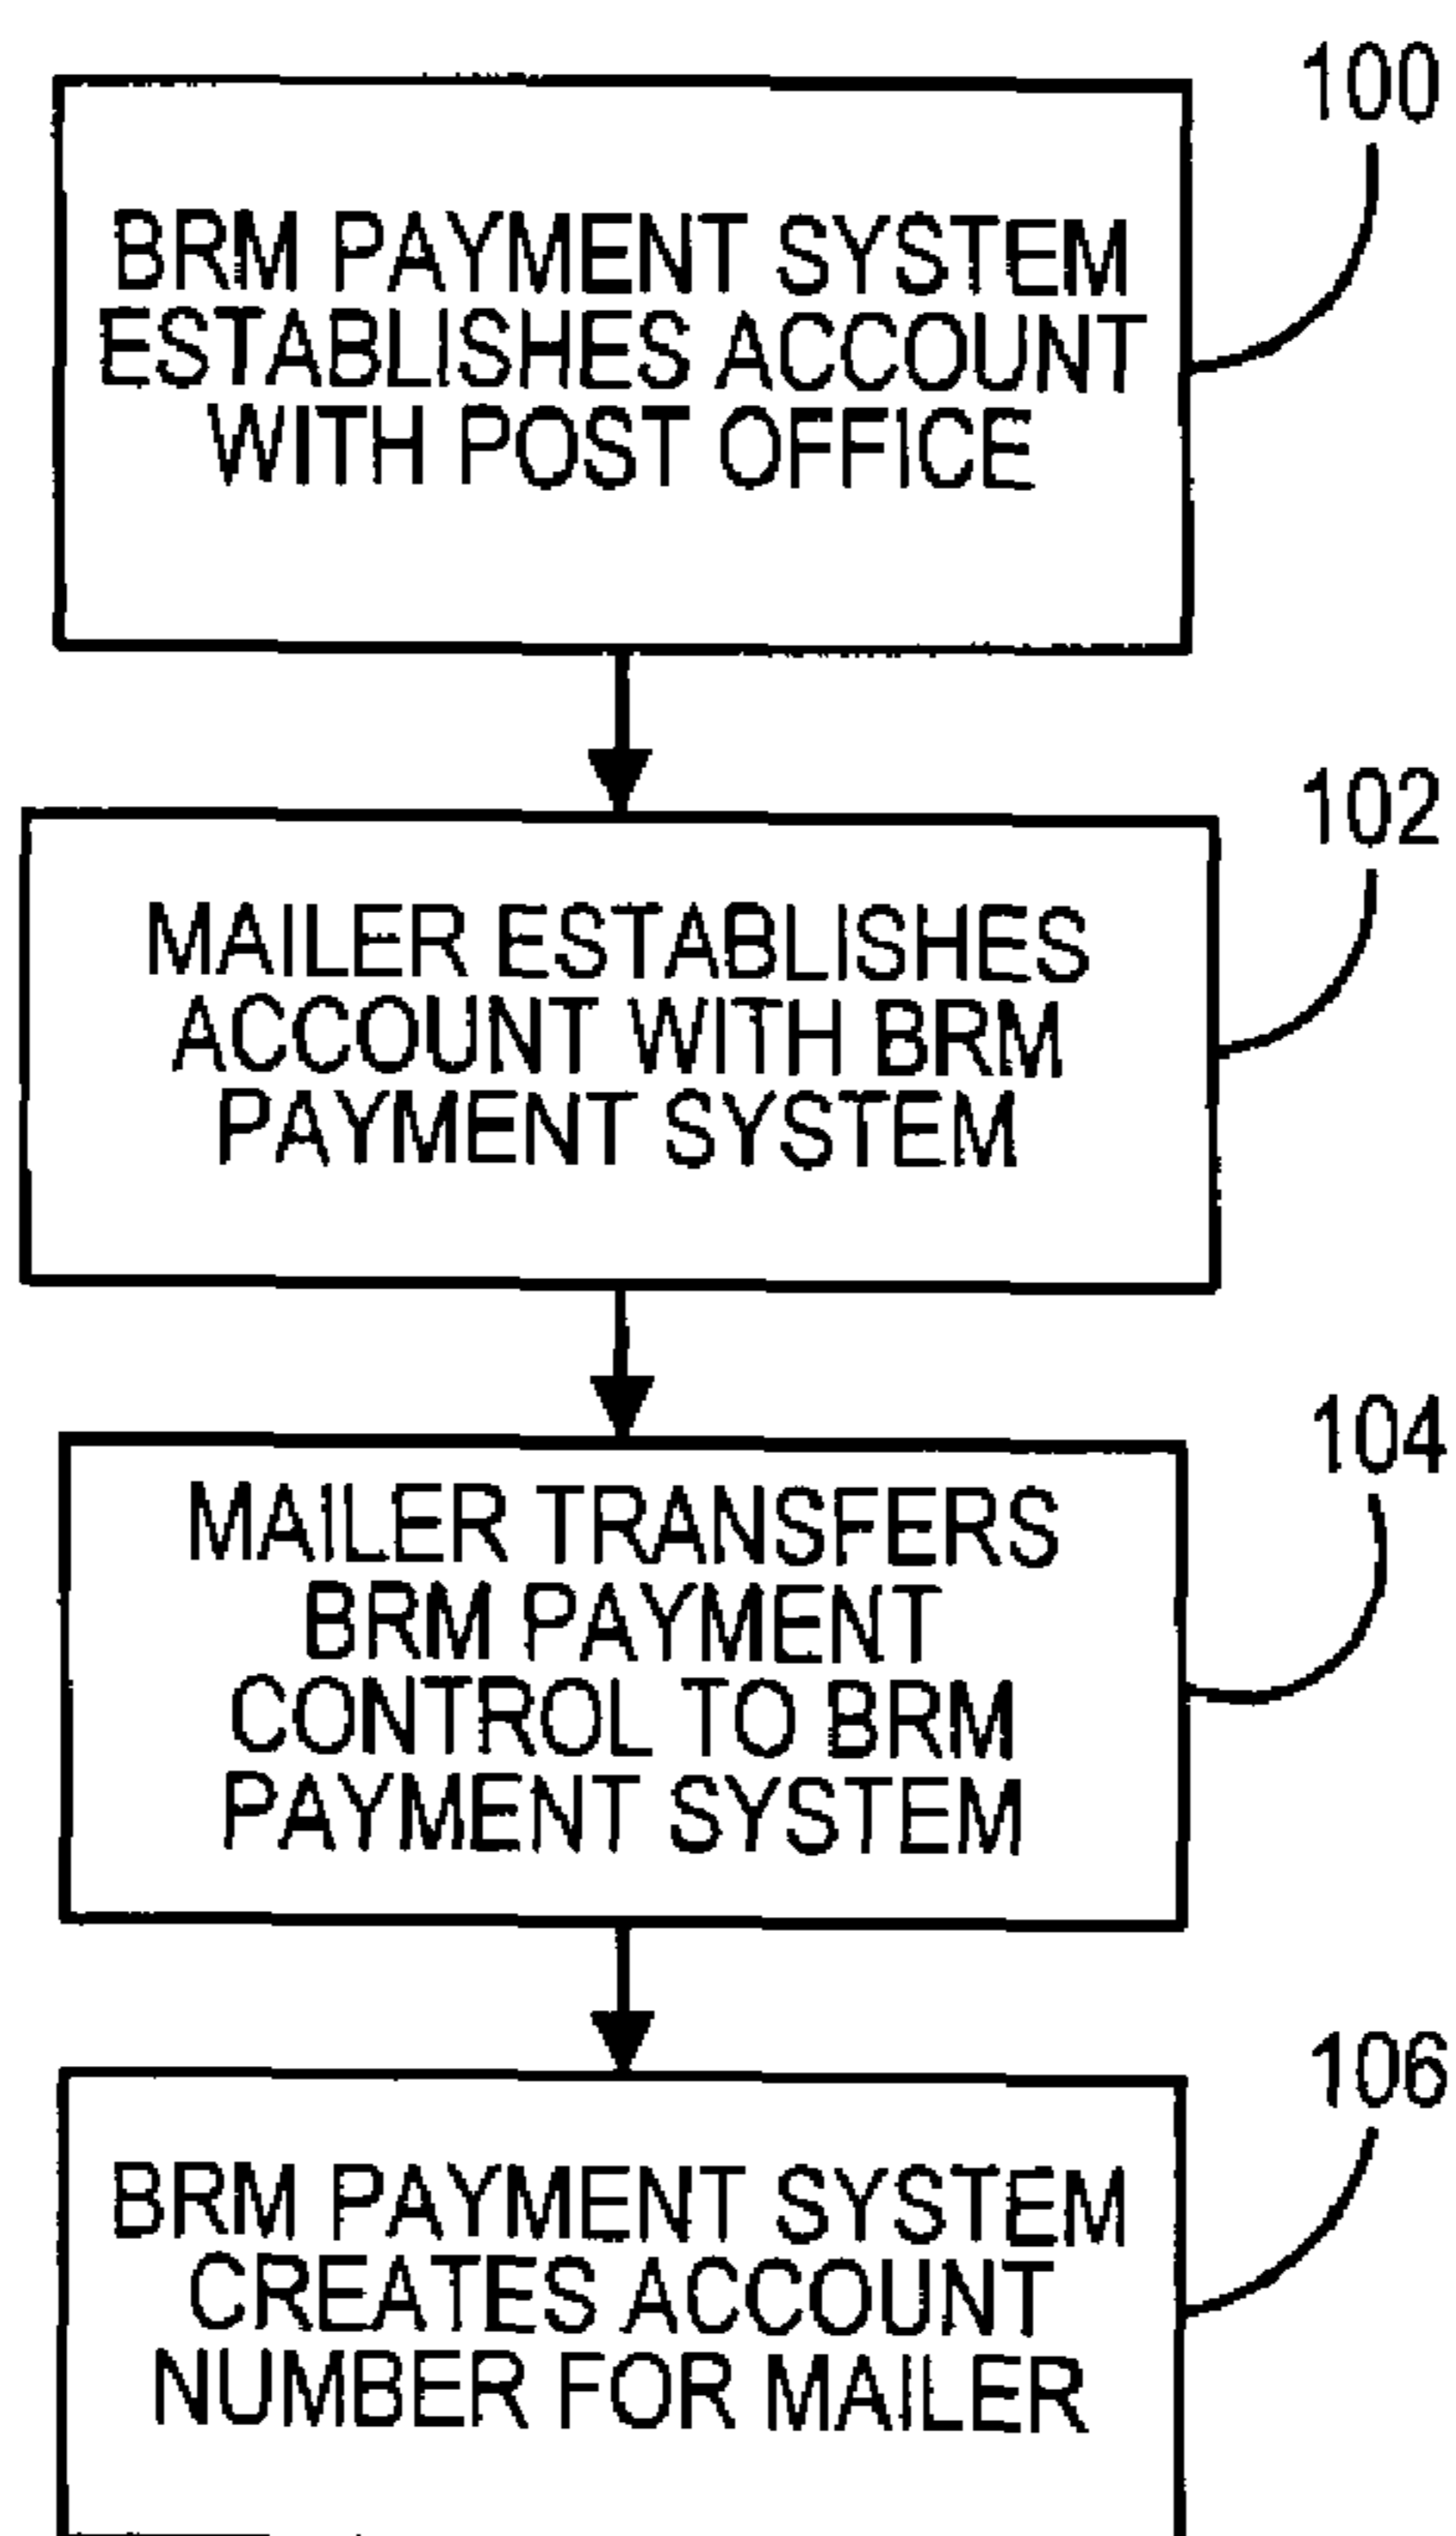 100
BRM PAYMENT SYSTEM
ESTABLISHES ACCOUNT
WITH POST OFFICE
102
MAILER ESTABLISHES
ACCOUNT WITH BRM
PAYMENT SYSTEM
104
MAILER TRANSFERS
BRM PAYMENT
CONTROL TO BRM
PAYMENT SYSTEM
106
BRM PAYMENT SYSTEM
CREATES ACCOUNT
NUMBER FOR MAILER